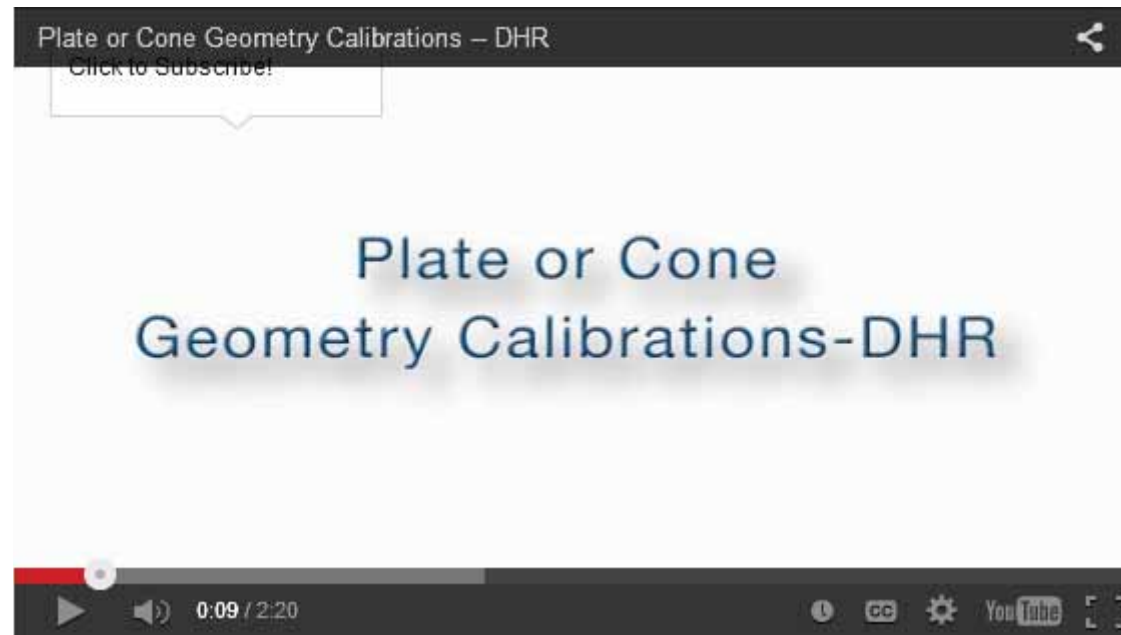 Plate or Cone Geometry Calibrations – DHR
Click to Subscribe!
Plate or Cone
Geometry Calibrations-DHR
0:09 / 2:20
CC
YouTube